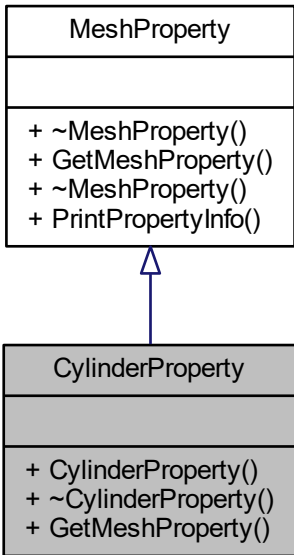 MeshProperty
+ ~MeshProperty()
+ GetMeshProperty()
+ ~MeshProperty()
+ PrintPropertyInfo()
CylinderProperty
+ CylinderProperty()
+ ~CylinderProperty()
+ GetMeshProperty()